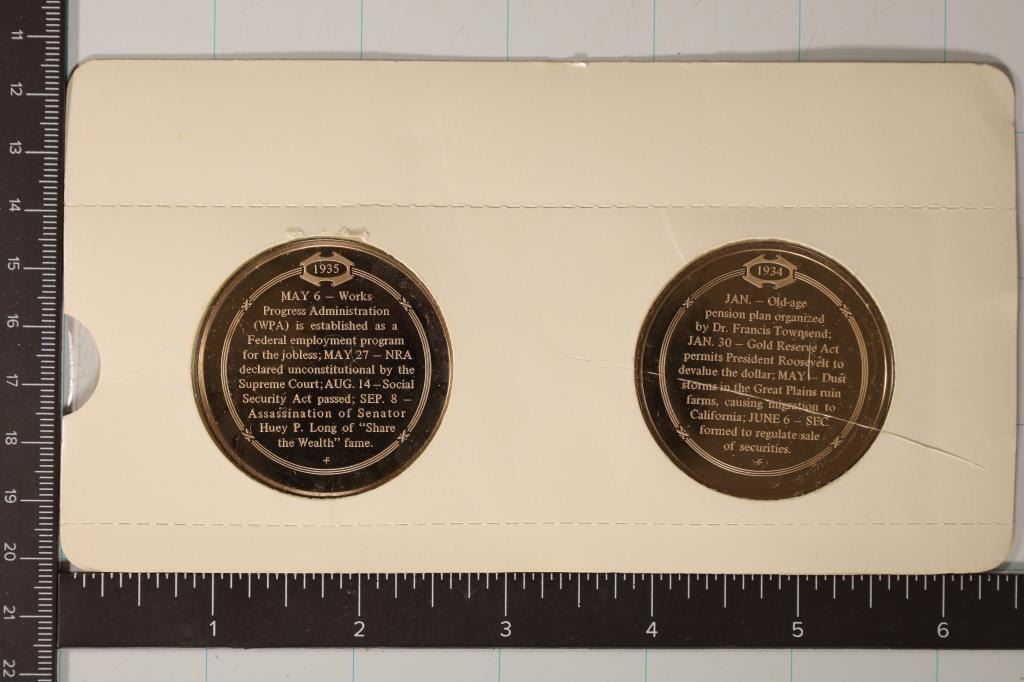 1935
MAY 6 – Works
Progress Administration
(WPA) is established as a
Federal employment program
for the jobless; MAY 27 – NRA
declared unconstitutional by the
Supreme Court; AUG. 14 – Social
Security Act passed; SEP. 8 –
Assassination of Senator
Huey P. Long of “Share
the Wealth” fame.
1934
JAN. – Old-age
pension plan organized
by Dr. Francis Townsend;
JAN. 30 – Gold Reserve Act
permits President Roosevelt to
devalue the dollar; MAY – Dust
storms in the Great Plains ruin
farms, causing migration to
California; JUNE 6 – SEC
formed to regulate sale
of securities.
11
12
13
14
15
16
17
18
19
20
21
22
1 2 3 4 5 6